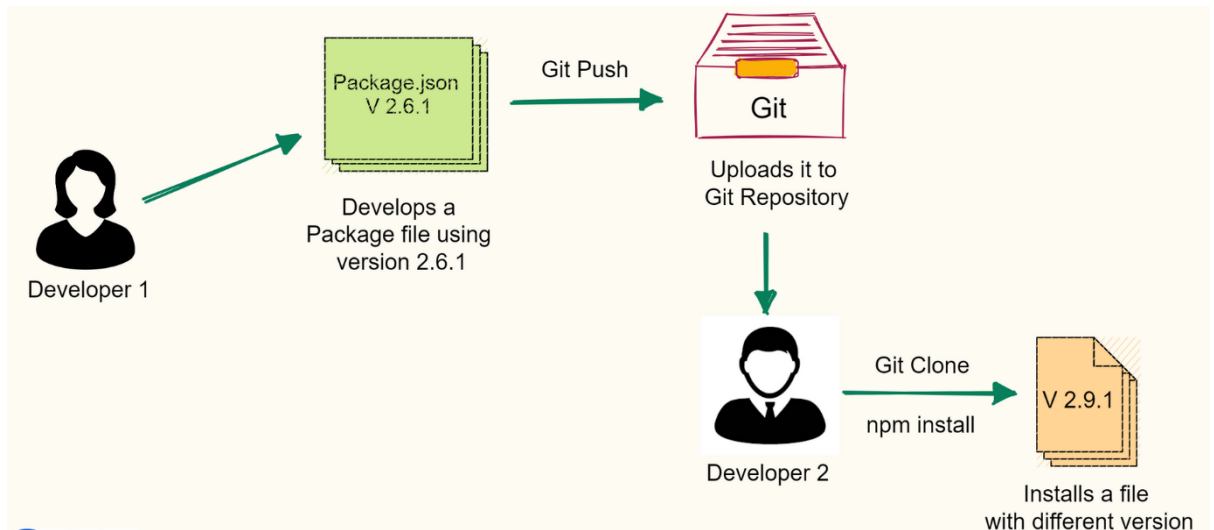 Package.json
V 2.6.1
Git Push
Git
Developer 1
Develops a
Package file using
version 2.6.1
Uploads it to
Git Repository
Developer 2
Git Clone
npm install
V 2.9.1
Installs a file
with different version